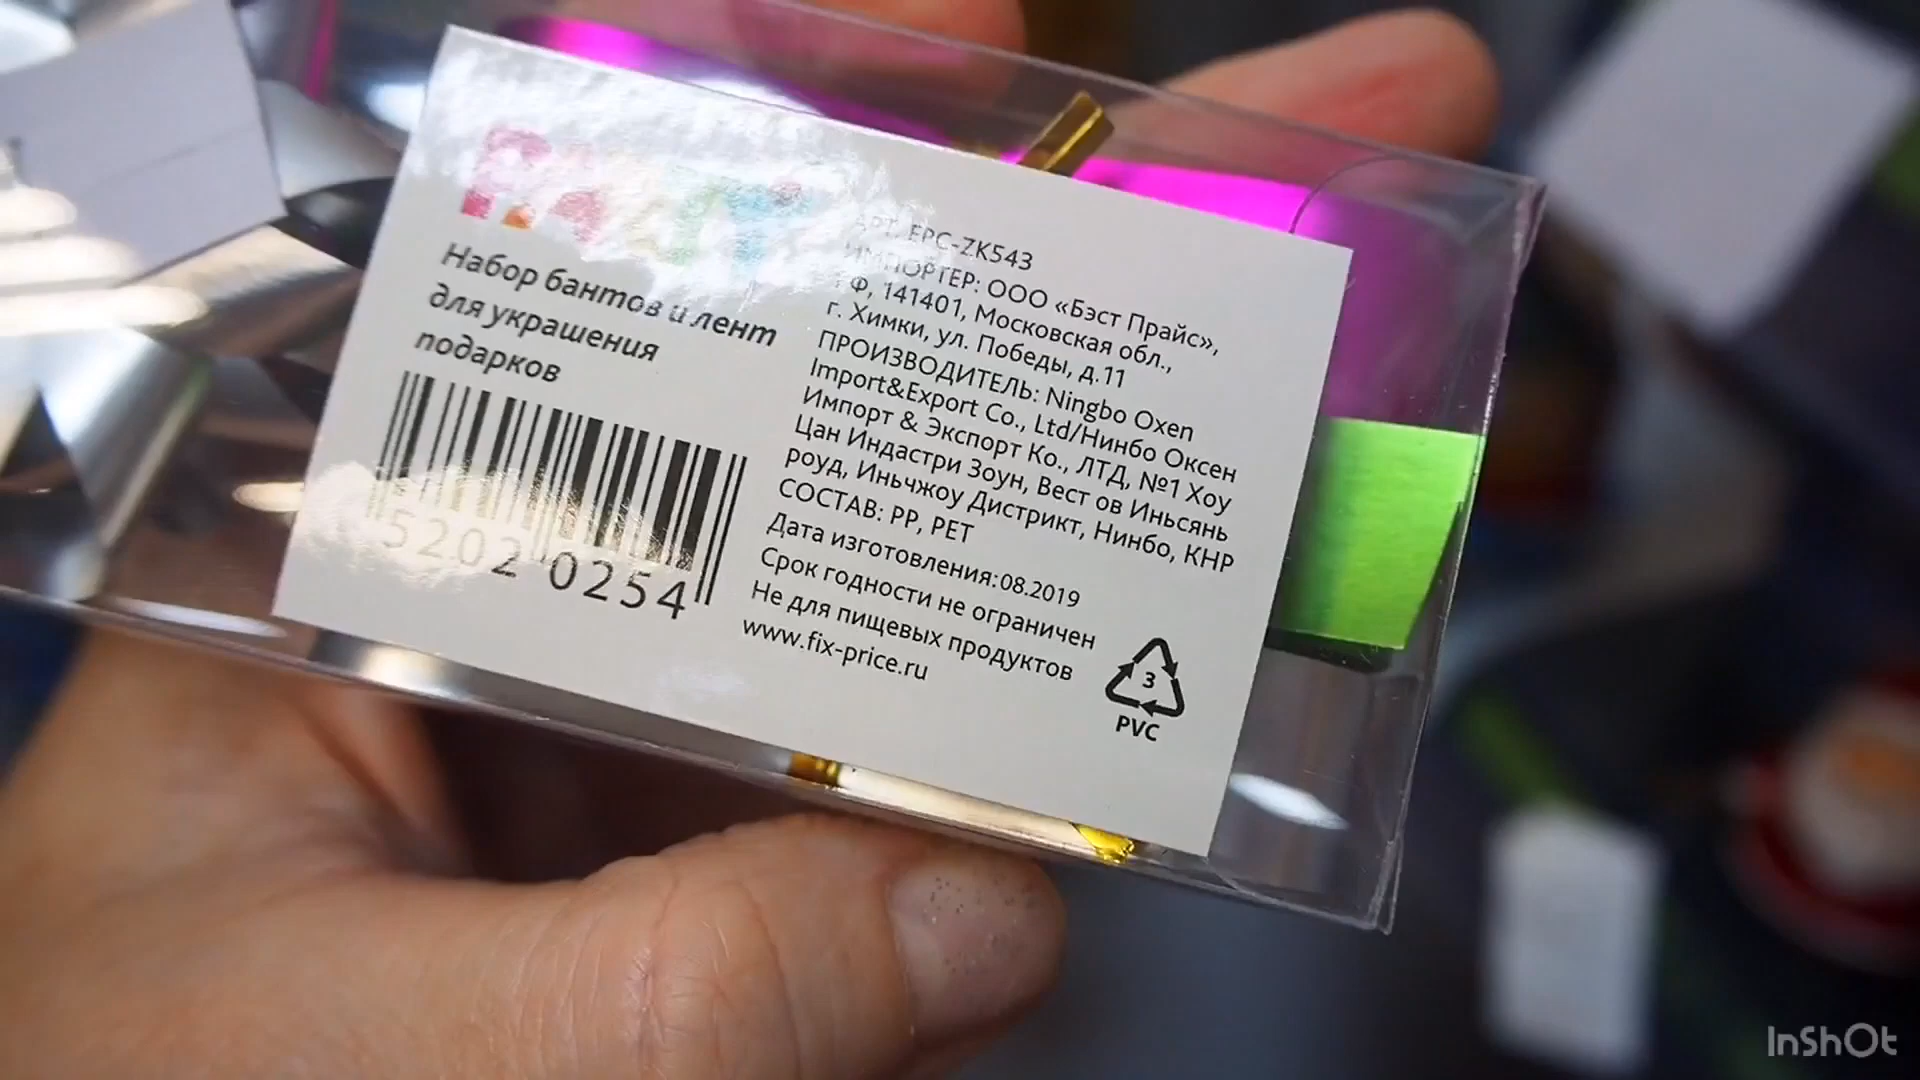 PARTY
Набор бантов и лент
для украшения
подарков
5202 0254
АРТ. EPC-ZK543
ИМПОРТЕР: ООО «Бэст Прайс»,
РФ, 141401, Московская обл.,
г. Химки, ул. Победы, д.11
ПРОИЗВОДИТЕЛЬ: Ningbo Oxen
Import&Export Co., Ltd/Нинбо Оксен
Импорт & Экспорт Ко., ЛТД, №1 Хоу
Цан Индастри Зоун, Вест ов Иньсянь
роуд, Иньчжоу Дистрикт, Нинбо, КНР
СОСТАВ: PP, PET
Дата изготовления: 08.2019
Срок годности не ограничен
Не для пищевых продуктов
www.fix-price.ru
3
PVC
InShOt